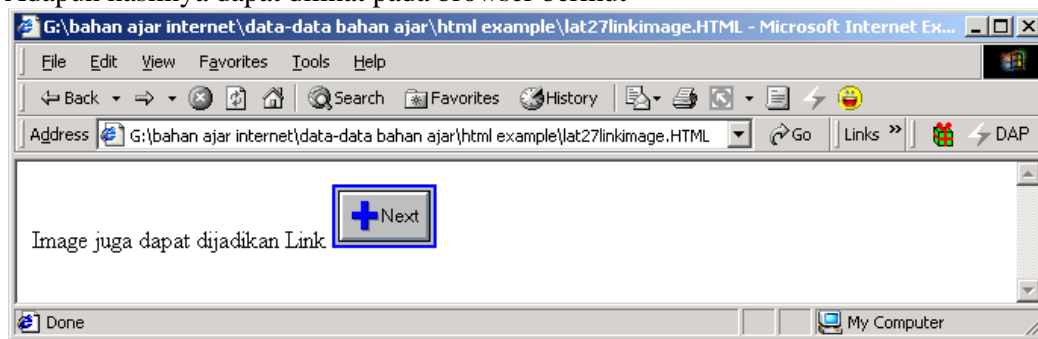 G:\bahan ajar internet\data-data bahan ajar\html example\lat27linkimage.HTML - Microsoft Internet Ex...
File Edit View Favorites Tools Help
Back Search Favorites History
Address G:\bahan ajar internet\data-data bahan ajar\html example\lat27linkimage.HTML Go Links » DAP
Image juga dapat dijadikan Link Next
Done My Computer